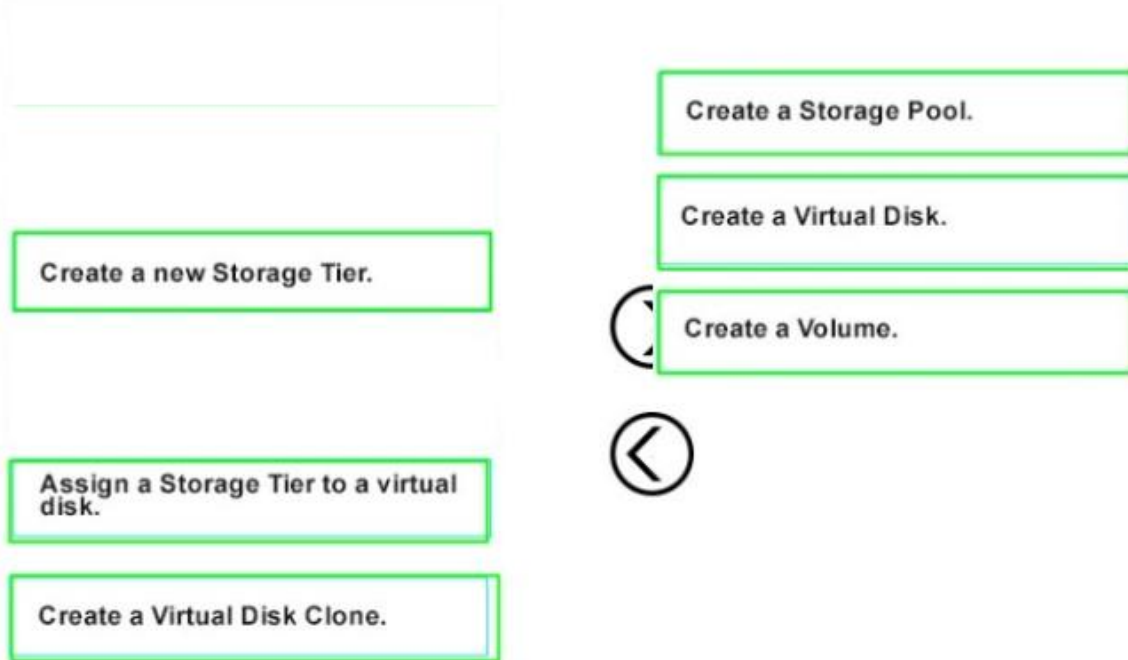 Create a new Storage Tier.
Assign a Storage Tier to a virtual
disk.
Create a Virtual Disk Clone.
Create a Storage Pool.
Create a Virtual Disk.
Create a Volume.